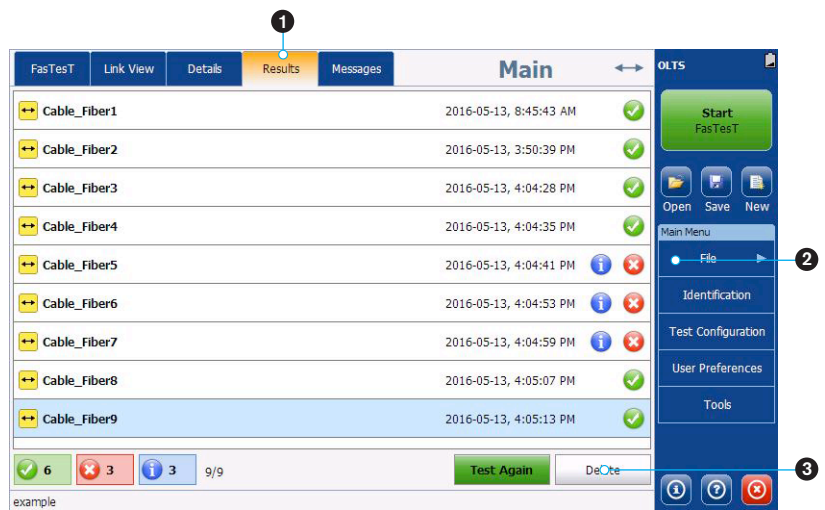 1
FasTesT Link View Details Results Messages Main OLTS
Cable_Fiber1 2016-05-13, 8:45:43 AM
Start
FasTesT
Cable_Fiber2 2016-05-13, 3:50:39 PM
Cable_Fiber3 2016-05-13, 4:04:28 PM
Open Save New
Cable_Fiber4 2016-05-13, 4:04:35 PM
Main Menu
Cable_Fiber5 2016-05-13, 4:04:41 PM
File 2
Cable_Fiber6 2016-05-13, 4:04:53 PM
Identification
Cable_Fiber7 2016-05-13, 4:04:59 PM
Test Configuration
Cable_Fiber8 2016-05-13, 4:05:07 PM
User Preferences
Cable_Fiber9 2016-05-13, 4:05:13 PM
Tools
6 3 3 9/9 Test Again Delete 3
example